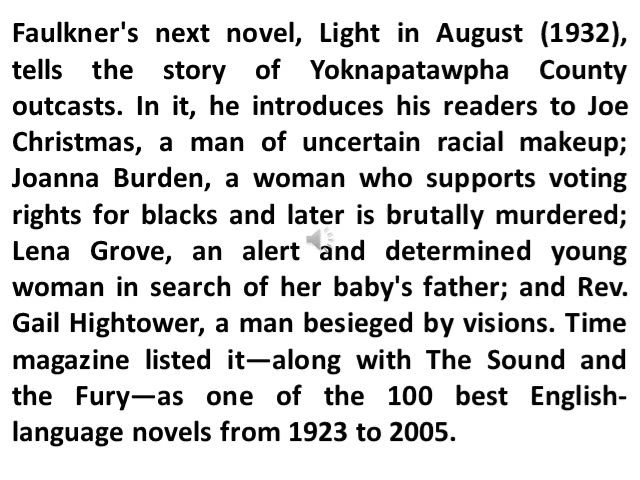 Faulkner's next novel, Light in August (1932),
tells the story of Yoknapatawpha County
outcasts. In it, he introduces his readers to Joe
Christmas, a man of uncertain racial makeup;
Joanna Burden, a woman who supports voting
rights for blacks and later is brutally murdered;
Lena Grove, an alert and determined young
woman in search of her baby's father; and Rev.
Gail Hightower, a man besieged by visions. Time
magazine listed it—along with The Sound and
the Fury—as one of the 100 best English-
language novels from 1923 to 2005.